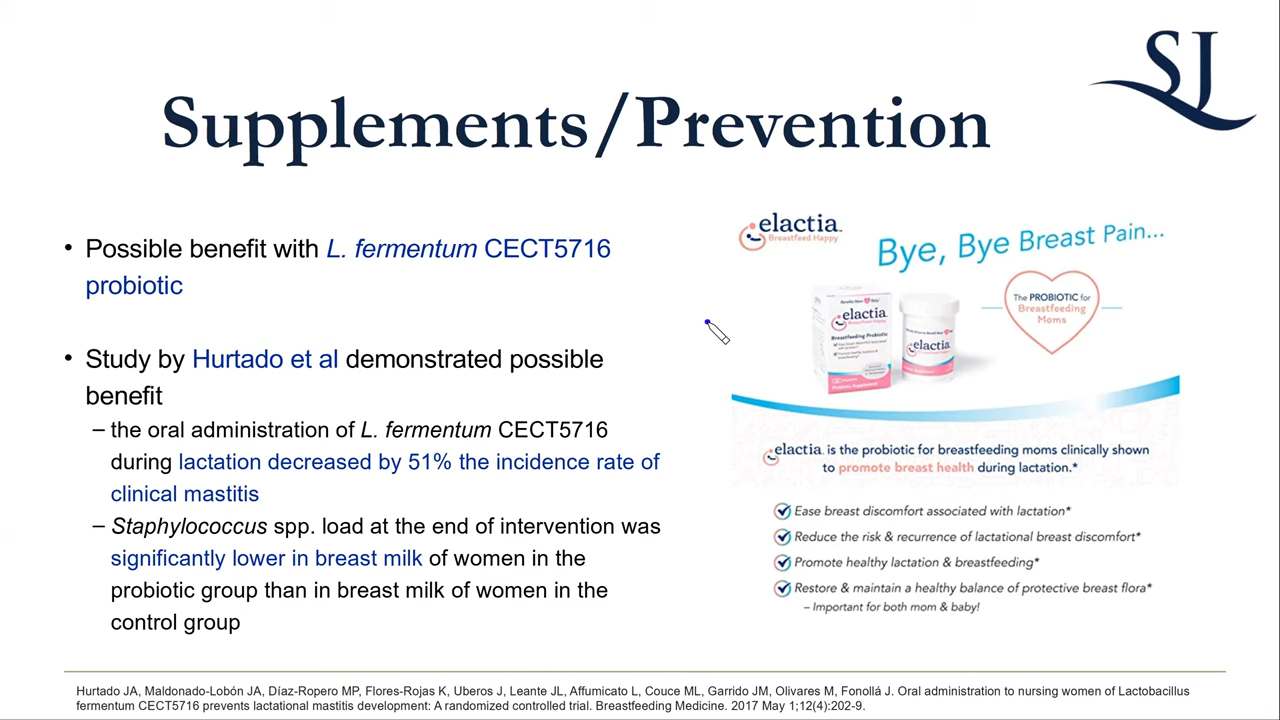 SJ
Supplements/Prevention
• Possible benefit with L. fermentum CECT5716
probiotic
• Study by Hurtado et al demonstrated possible
benefit
– the oral administration of L. fermentum CECT5716
during lactation decreased by 51% the incidence rate of
clinical mastitis
– Staphylococcus spp. load at the end of intervention was
significantly lower in breast milk of women in the
probiotic group than in breast milk of women in the
control group
elactia™
Breastfeed Happy
Bye, Bye Breast Pain...
The PROBIOTIC for
Breastfeeding
Moms
elactia
Breastfeed Happy
Breastfeeding Probiotic
elactia
elactia™ is the probiotic for breastfeeding moms clinically shown
to promote breast health during lactation.*
Ease breast discomfort associated with lactation*
Reduce the risk & recurrence of lactational breast discomfort*
Promote healthy lactation & breastfeeding*
Restore & maintain a healthy balance of protective breast flora*
– Important for both mom & baby!
Hurtado JA, Maldonado-Lobón JA, Díaz-Ropero MP, Flores-Rojas K, Uberos J, Leante JL, Affumicato L, Couce ML, Garrido JM, Olivares M, Fonollá J. Oral administration to nursing women of Lactobacillus
fermentum CECT5716 prevents lactational mastitis development: A randomized controlled trial. Breastfeeding Medicine. 2017 May 1;12(4):202-9.